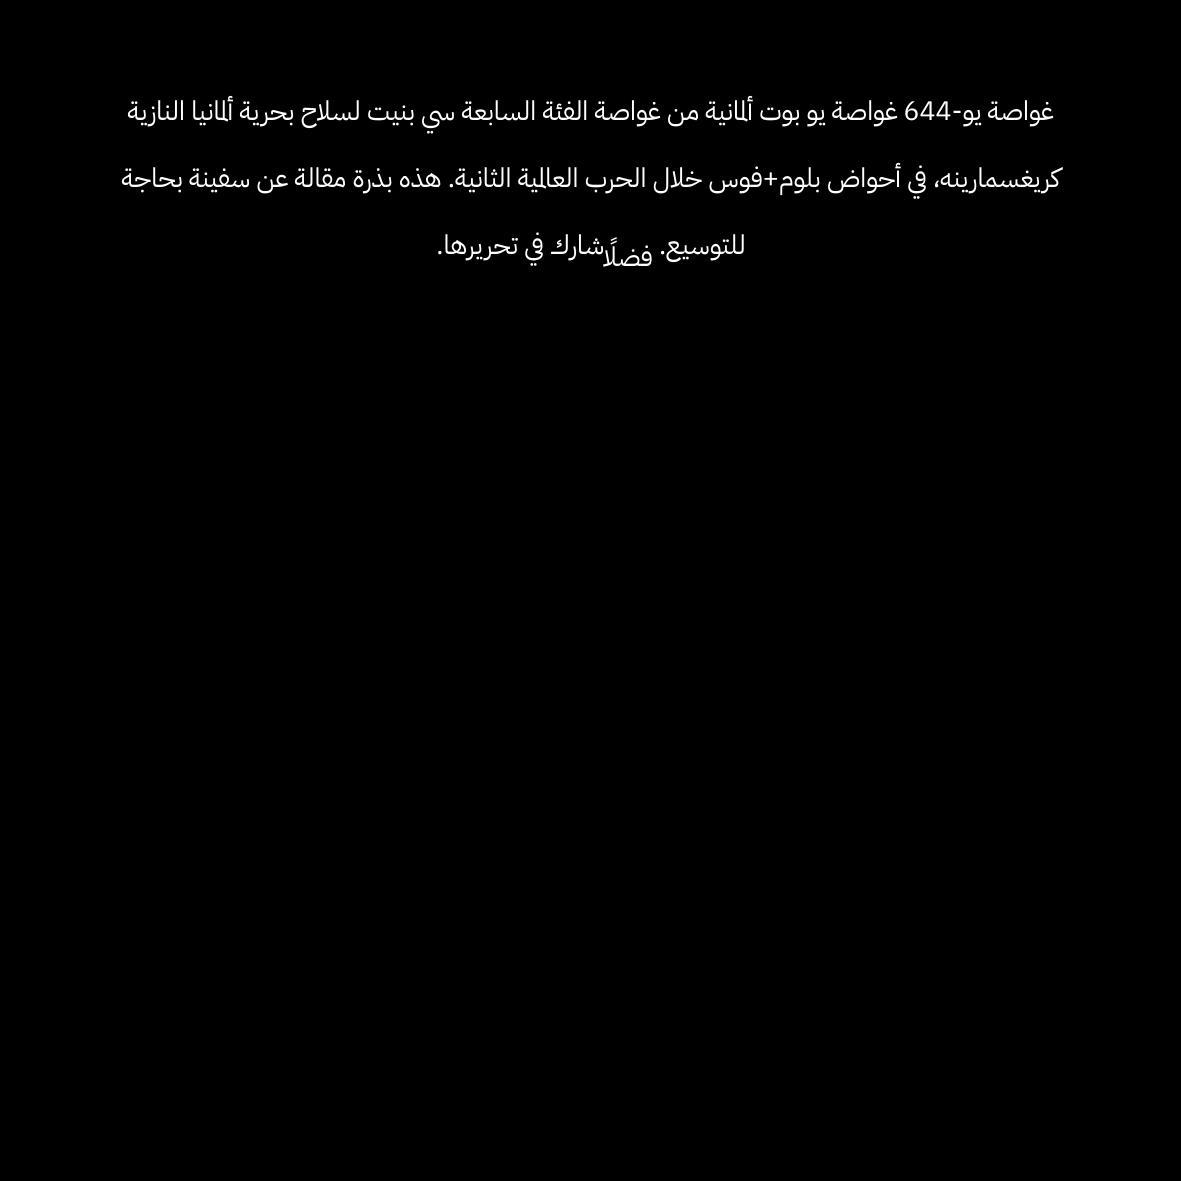 غواصة يو-644 غواصة يو بوت ألمانية من غواصة الفئة السابعة سي بنيت لسلاح بحرية ألمانيا النازية
كريغسمارينه، في أحواض بلوم+فوس خلال الحرب العالمية الثانية. هذه بذرة مقالة عن سفينة بحاجة
للتوسيع. فضلًا شارك في تحريرها.